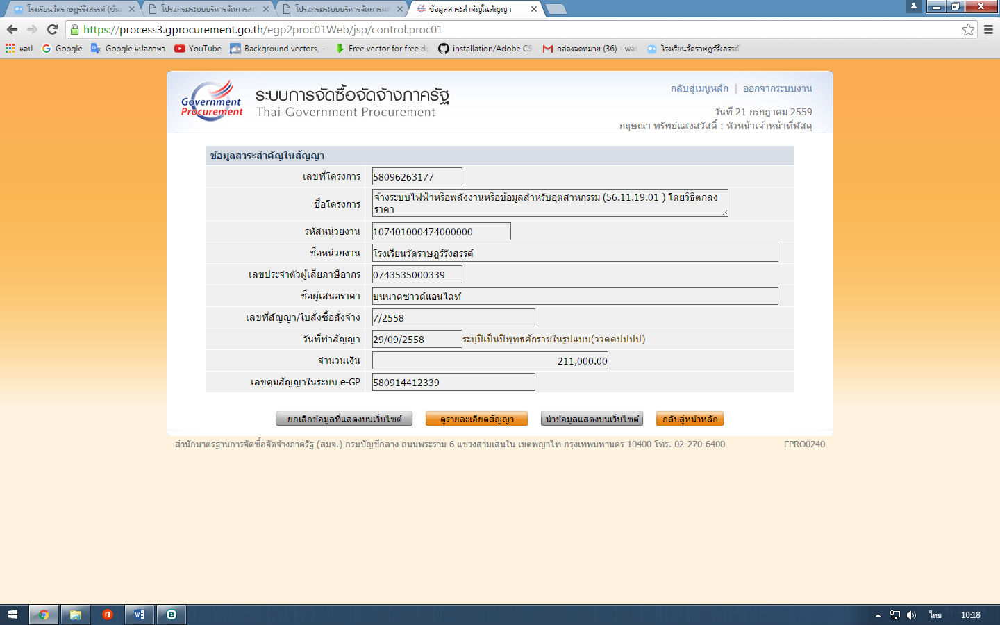 โรงเรียนวัดราษฎร์รังสรรค์ (ชั้น
โปรแกรมระบบบริหารจัดการสถ
โปรแกรมระบบบริหารจัดการผล
ข้อมูลสาระสำคัญในสัญญา
https://process3.gprocurement.go.th/egp2proc01Web/jsp/control.proc01
แอป
Google
Google แปลภาษา
YouTube
Background vectors, -
Free vector for free do
installation/Adobe CS
กล่องจดหมาย (36) - wat
โรงเรียนวัดราษฎร์รังสรรค์
Government
Procurement
ระบบการจัดซื้อจัดจ้างภาครัฐ
Thai Government Procurement
กลับสู่เมนูหลัก | ออกจากระบบงาน
วันที่ 21 กรกฎาคม 2559
กฤษณา ทรัพย์แสงสวัสดิ์ : หัวหน้าเจ้าหน้าที่พัสดุ
ข้อมูลสาระสำคัญในสัญญา
เลขที่โครงการ 58096263177
ชื่อโครงการ จ้างระบบไฟฟ้าหรือพลังงานหรือข้อมูลสำหรับอุตสาหกรรม (56.11.19.01 ) โดยวิธีตกลง
ราคา
รหัสหน่วยงาน 107401000474000000
ชื่อหน่วยงาน โรงเรียนวัดราษฎร์รังสรรค์
เลขประจำตัวผู้เสียภาษีอากร 0743535000339
ชื่อผู้เสนอราคา บุนนาคซาวด์แอนไลท์
เลขที่สัญญา/ใบสั่งซื้อสั่งจ้าง 7/2558
วันที่ทำสัญญา 29/09/2558 ระบุปีเป็นปีพุทธศักราชในรูปแบบ(ววดดปปปป)
จำนวนเงิน 211,000.00
เลขคุมสัญญาในระบบ e-GP 580914412339
ยกเลิกข้อมูลที่แสดงบนเว็บไซต์
ดูรายละเอียดสัญญา
นำข้อมูลแสดงบนเว็บไซต์
กลับสู่หน้าหลัก
สำนักมาตรฐานการจัดซื้อจัดจ้างภาครัฐ (สมจ.) กรมบัญชีกลาง ถนนพระราม 6 แขวงสามเสนใน เขตพญาไท กรุงเทพมหานคร 10400 โทร. 02-270-6400
FPRO0240
ไทย
10:18